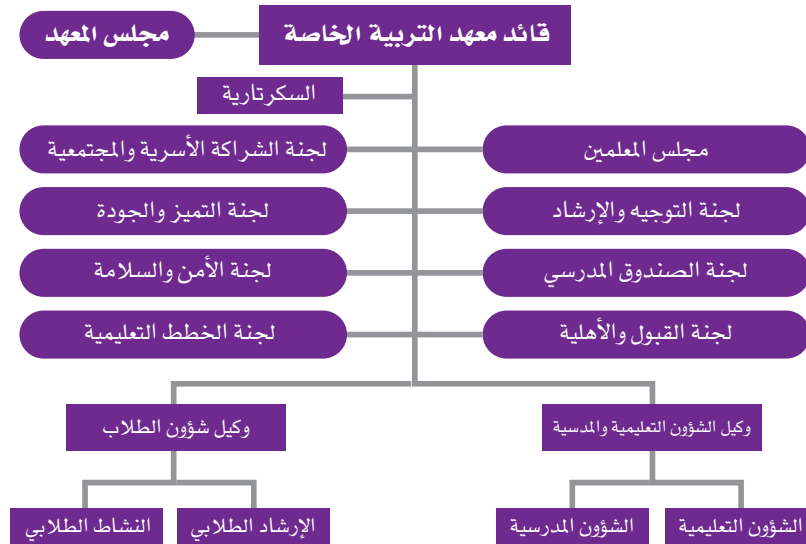 قائد معهد التربية الخاصة
مجلس المعهد
السكرتارية
مجلس المعلمين
لجنة الشراكة الأسرية والمجتمعية
لجنة التوجيه والإرشاد
لجنة التميز والجودة
لجنة الصندوق المدرسي
لجنة الأمن والسلامة
لجنة القبول والأهلية
لجنة الخطط التعليمية
وكيل الشؤون التعليمية والمدسية
وكيل شؤون الطلاب
الشؤون التعليمية
الشؤون المدرسية
الإرشاد الطلابي
النشاط الطلابي